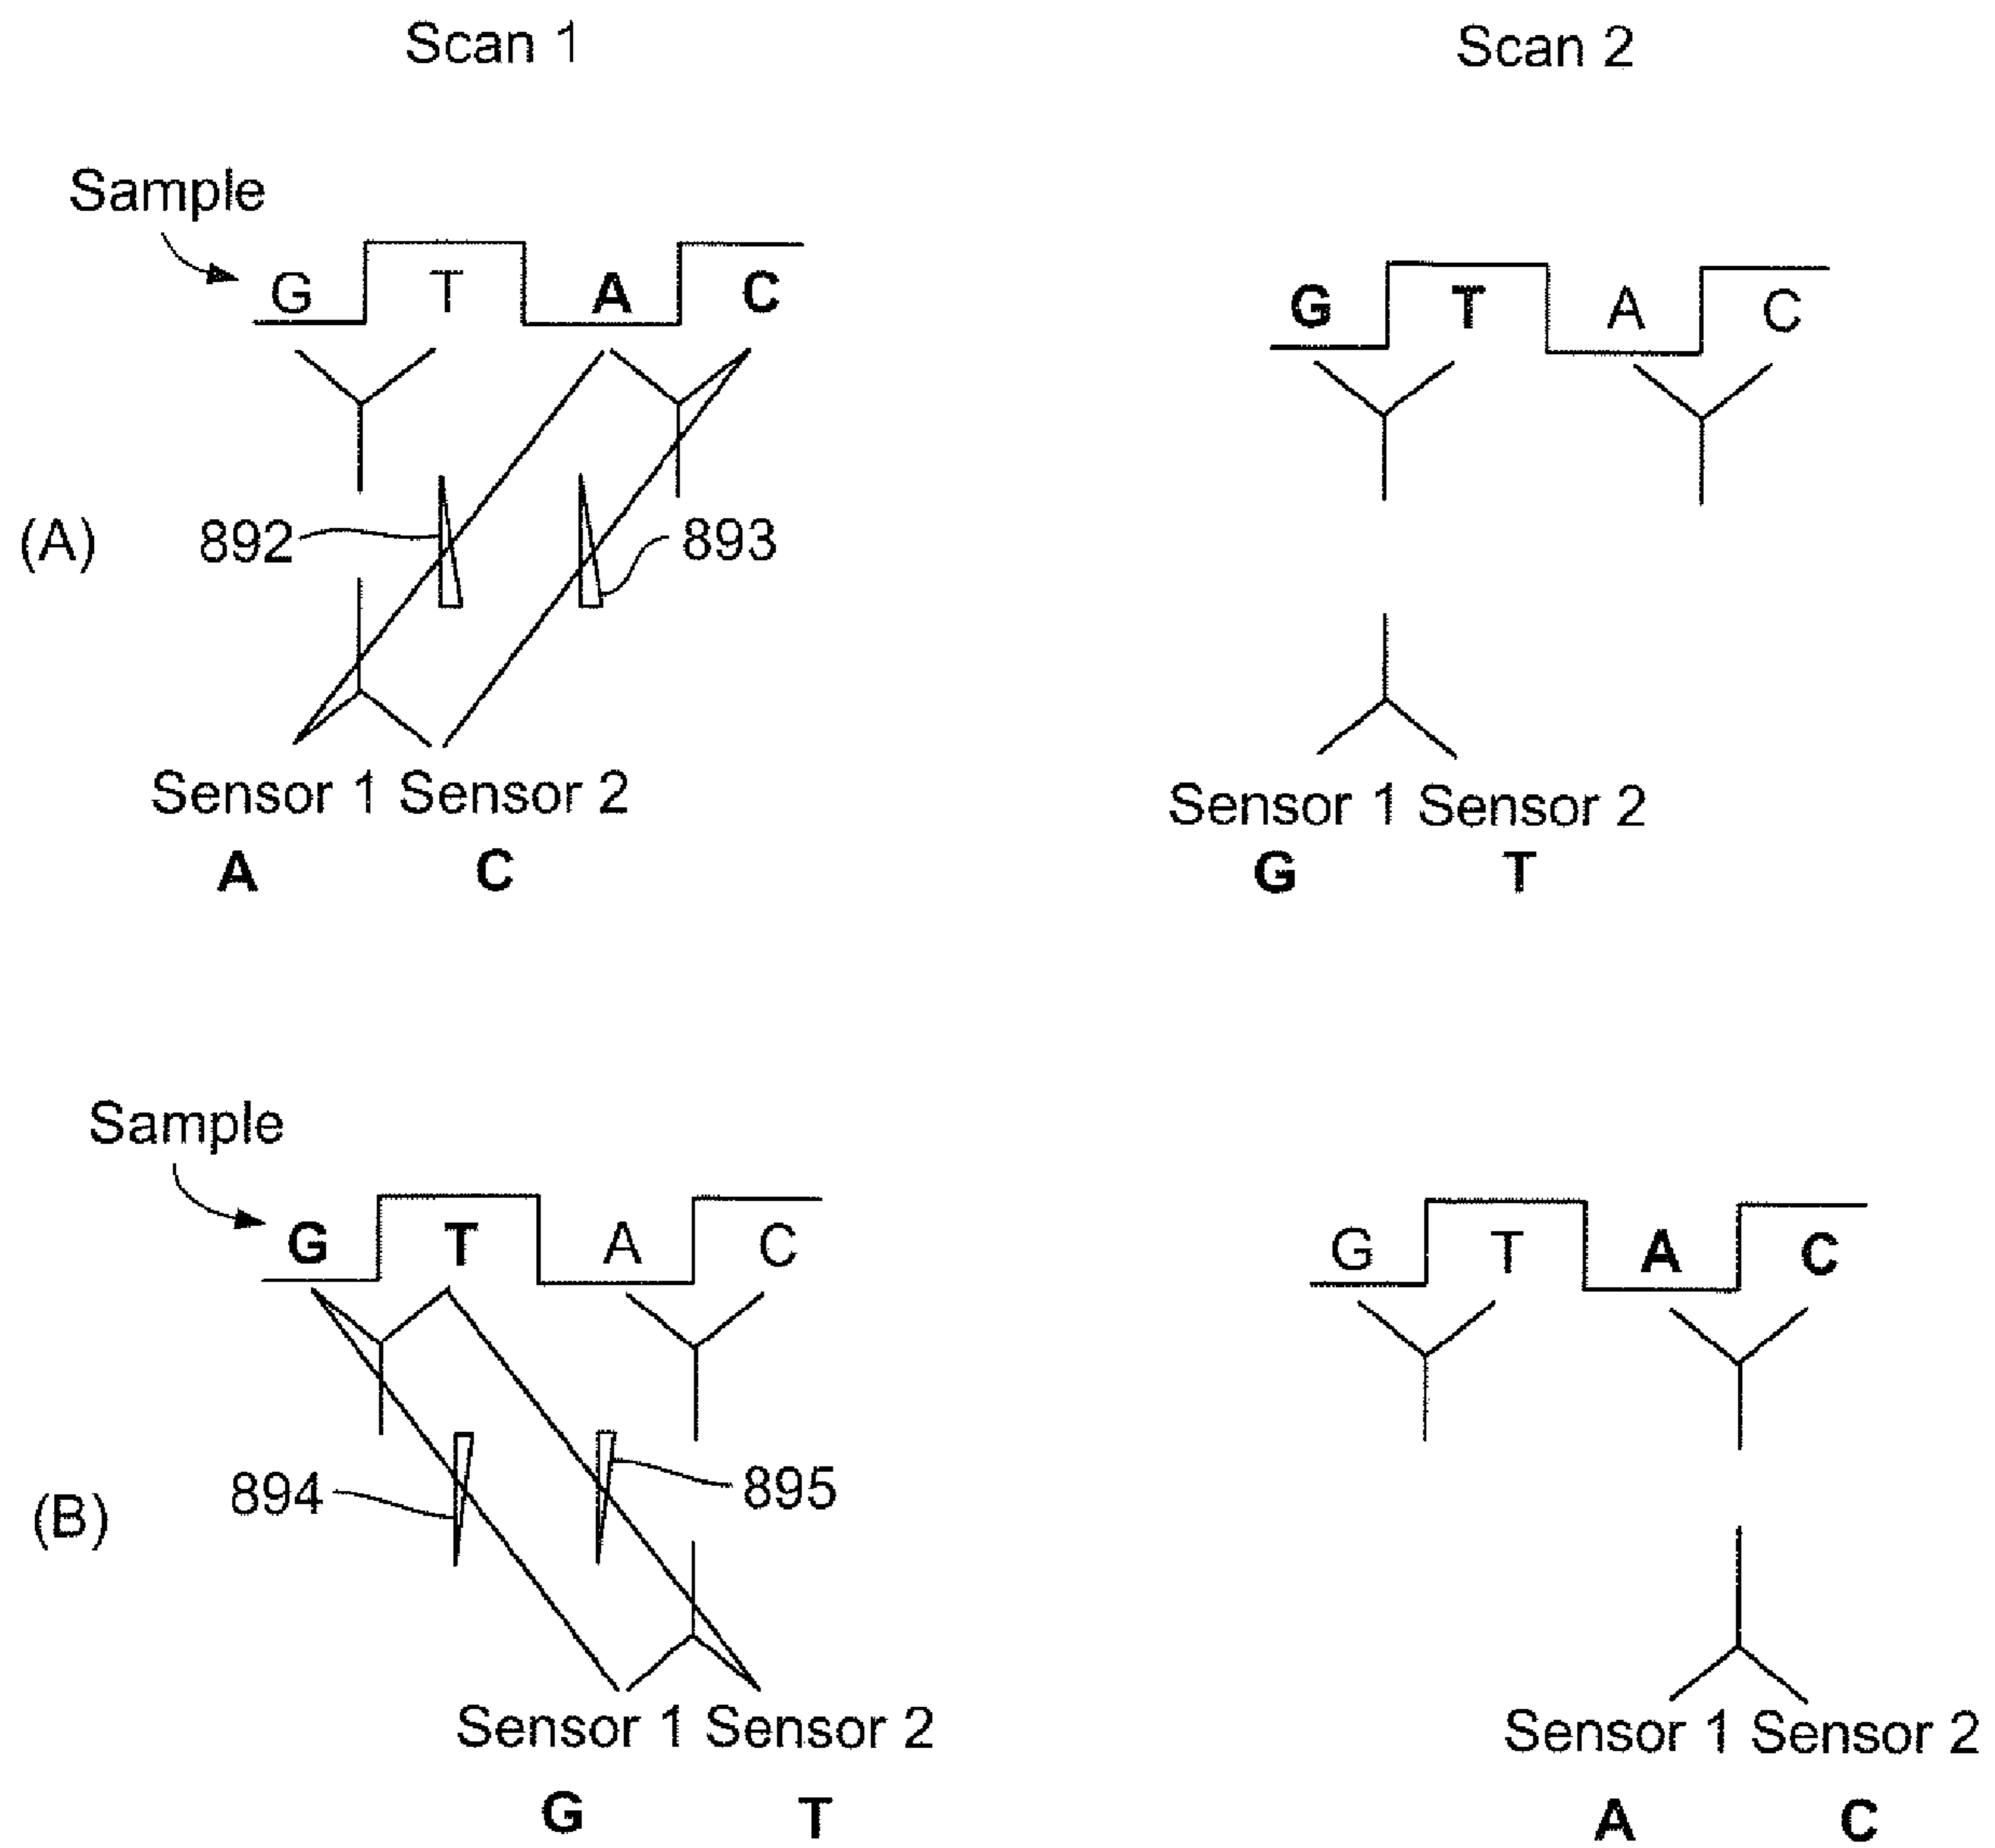 Scan 1 Scan 2
Sample
G T A C G T A C
(A) 892 893
Sensor 1 Sensor 2 Sensor 1 Sensor 2
A C G T
Sample
G T A C G T A C
(B) 894 895
Sensor 1 Sensor 2 Sensor 1 Sensor 2
G T A C